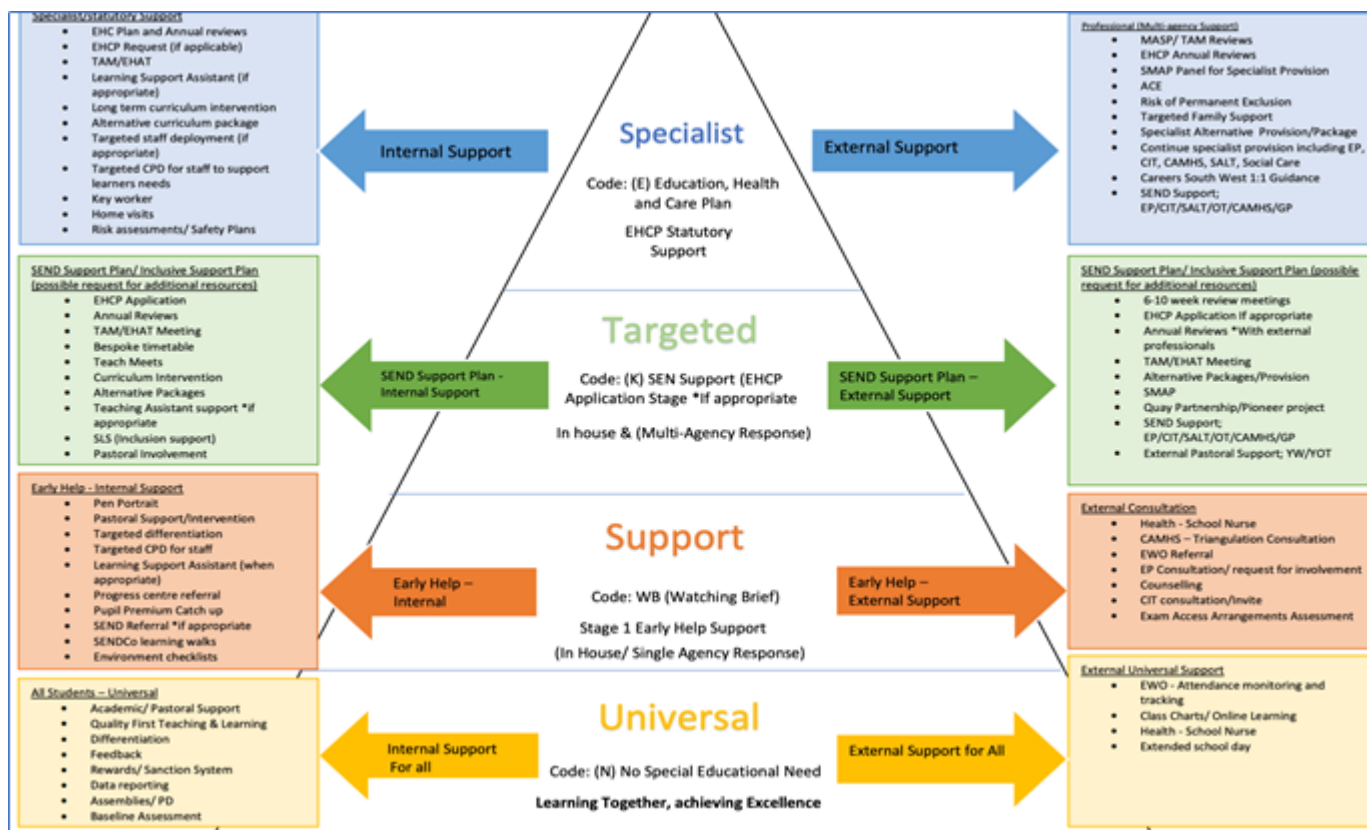 Specialist/statutory Support
EHC Plan and Annual reviews
EHCP Request (if applicable)
TAM/EHAT
Learning Support Assistant (if
appropriate)
Long term curriculum intervention
Alternative curriculum package
Targeted staff deployment (if
appropriate)
Targeted CPD for staff to support
learners needs
Key worker
Home visits
Risk assessments/ Safety Plans
Internal Support
Specialist
Code: (E) Education, Health
and Care Plan
EHCP Statutory
Support
External Support
Professional (Multi-agency Support)
MASP/ TAM Reviews
EHCP Annual Reviews
SMAP Panel for Specialist Provision
ACE
Risk of Permanent Exclusion
Targeted Family Support
Specialist Alternative Provision/Package
Continue specialist provision including EP,
CIT, CAMHS, SALT, Social Care
Careers South West 1:1 Guidance
SEND Support;
EP/CIT/SALT/OT/CAMHS/GP
SEND Support Plan/ Inclusive Support Plan
(possible request for additional resources)
EHCP Application
Annual Reviews
TAM/EHAT Meeting
Bespoke timetable
Teach Meets
Curriculum Intervention
Alternative Packages
Teaching Assistant support *if
appropriate
SLS (Inclusion support)
Pastoral Involvement
SEND Support Plan -
Internal Support
Targeted
Code: (K) SEN Support (EHCP
Application Stage *If appropriate
In house & (Multi-Agency Response)
SEND Support Plan –
External Support
SEND Support Plan/ Inclusive Support Plan (possible
request for additional resources)
6-10 week review meetings
EHCP Application If appropriate
Annual Reviews *With external
professionals
TAM/EHAT Meeting
Alternative Packages/Provision
SMAP
Quay Partnership/Pioneer project
SEND Support;
EP/CIT/SALT/OT/CAMHS/GP
External Pastoral Support; YW/YOT
Early Help - Internal Support
Pen Portrait
Pastoral Support/Intervention
Targeted differentiation
Targeted CPD for staff
Learning Support Assistant (when
appropriate)
Progress centre referral
Pupil Premium Catch up
SEND Referral *if appropriate
SENDCo learning walks
Environment checklists
Early Help –
Internal
Support
Code: WB (Watching Brief)
Stage 1 Early Help Support
(In House/ Single Agency Response)
Early Help –
External Support
External Consultation
Health - School Nurse
CAMHS – Triangulation Consultation
EWO Referral
EP Consultation/ request for involvement
Counselling
CIT consultation/Invite
Exam Access Arrangements Assessment
All Students – Universal
Academic/ Pastoral Support
Quality First Teaching & Learning
Differentiation
Feedback
Rewards/ Sanction System
Data reporting
Assemblies/ PD
Baseline Assessment
Internal Support
For all
Universal
Code: (N) No Special Educational Need
Learning Together, achieving Excellence
External Support for All
External Universal Support
EWO - Attendance monitoring and
tracking
Class Charts/ Online Learning
Health - School Nurse
Extended school day